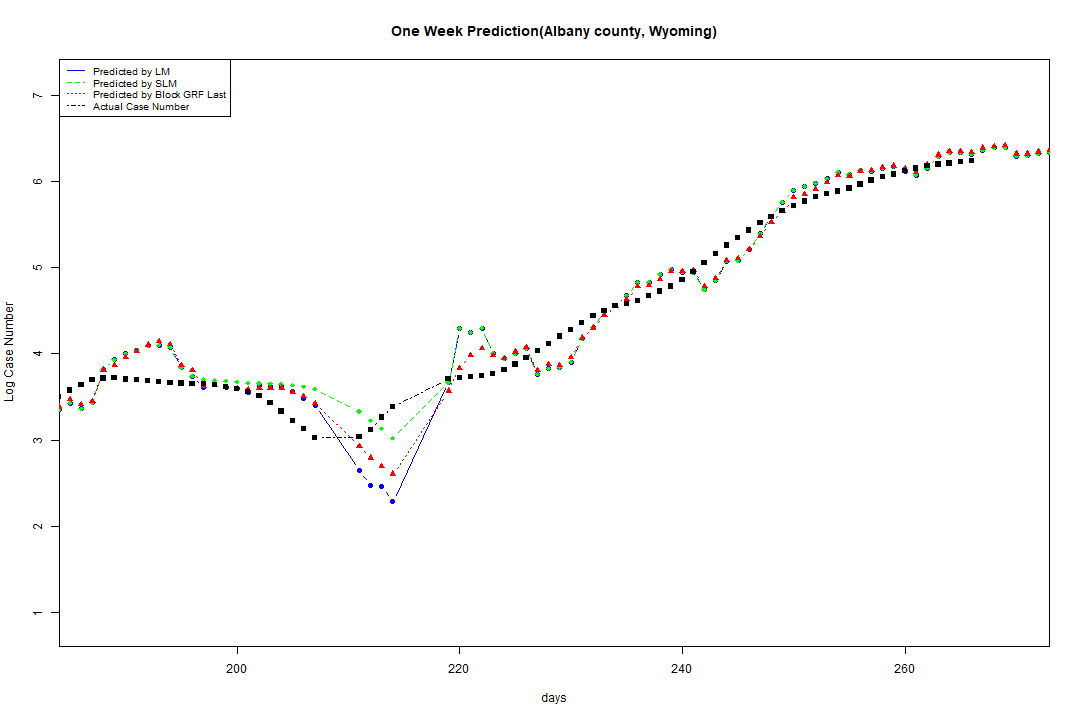 One Week Prediction(Albany county, Wyoming)
Predicted by LM
Predicted by SLM
Predicted by Block GRF Last
Actual Case Number
7
6
5
4
3
2
1
Log Case Number
200 220 240 260
days